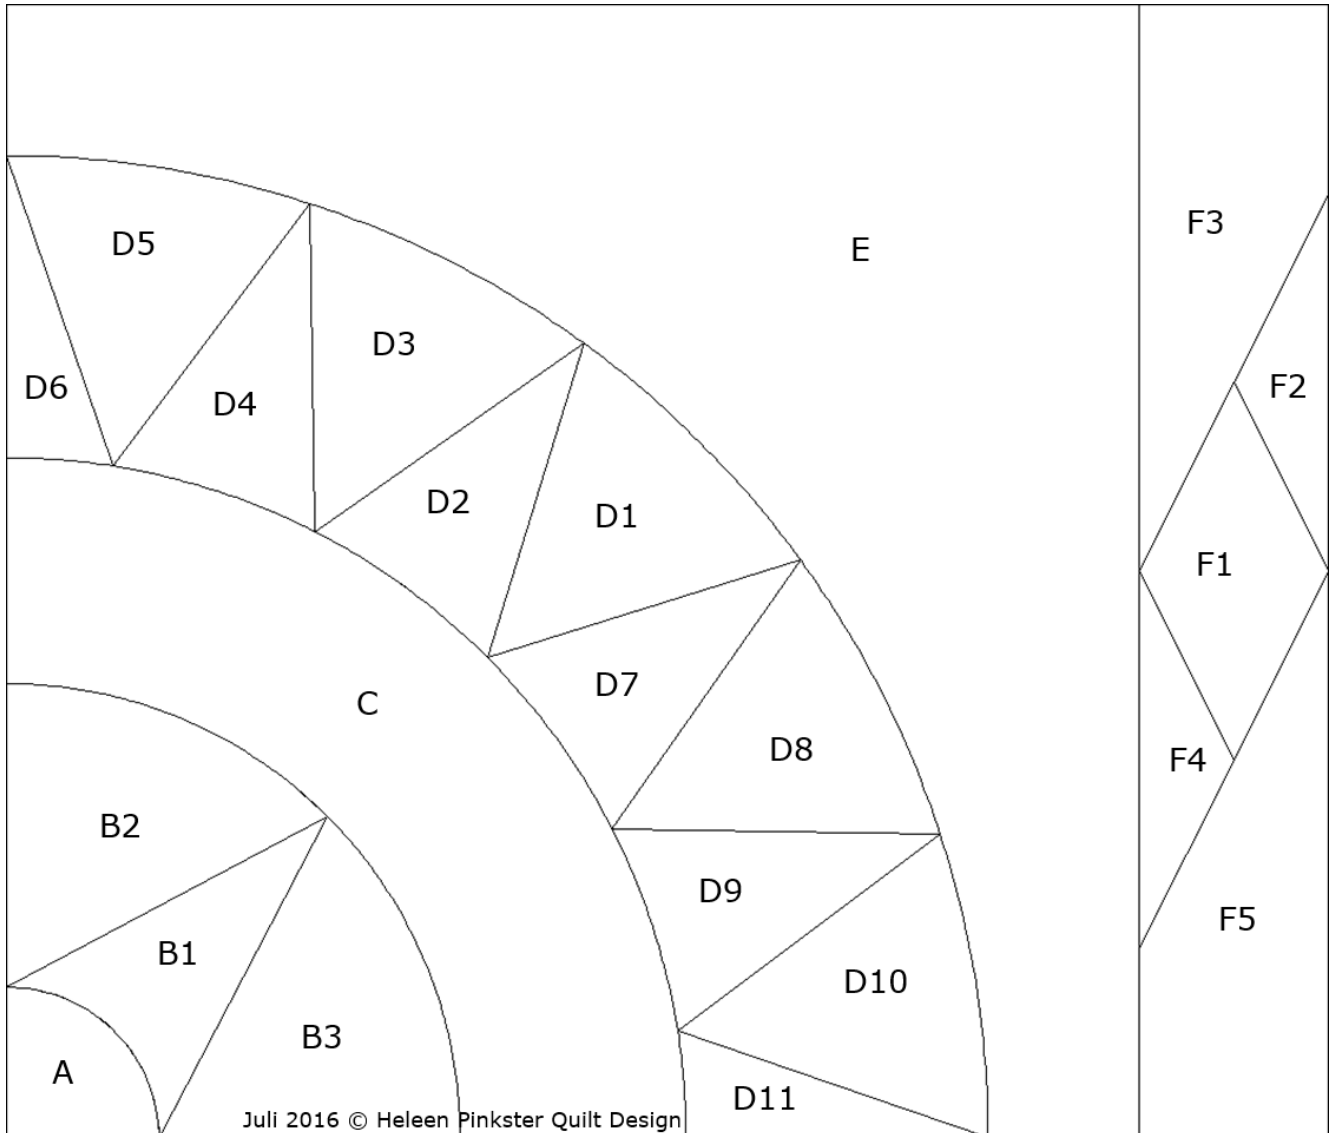 F3
D5
E
D3
D6
F2
D4
D2
D1
F1
D7
C
D8
F4
B2
D9
F5
B1
D10
B3
A
D11
Juli 2016 © Heleen Pinkster Quilt Design